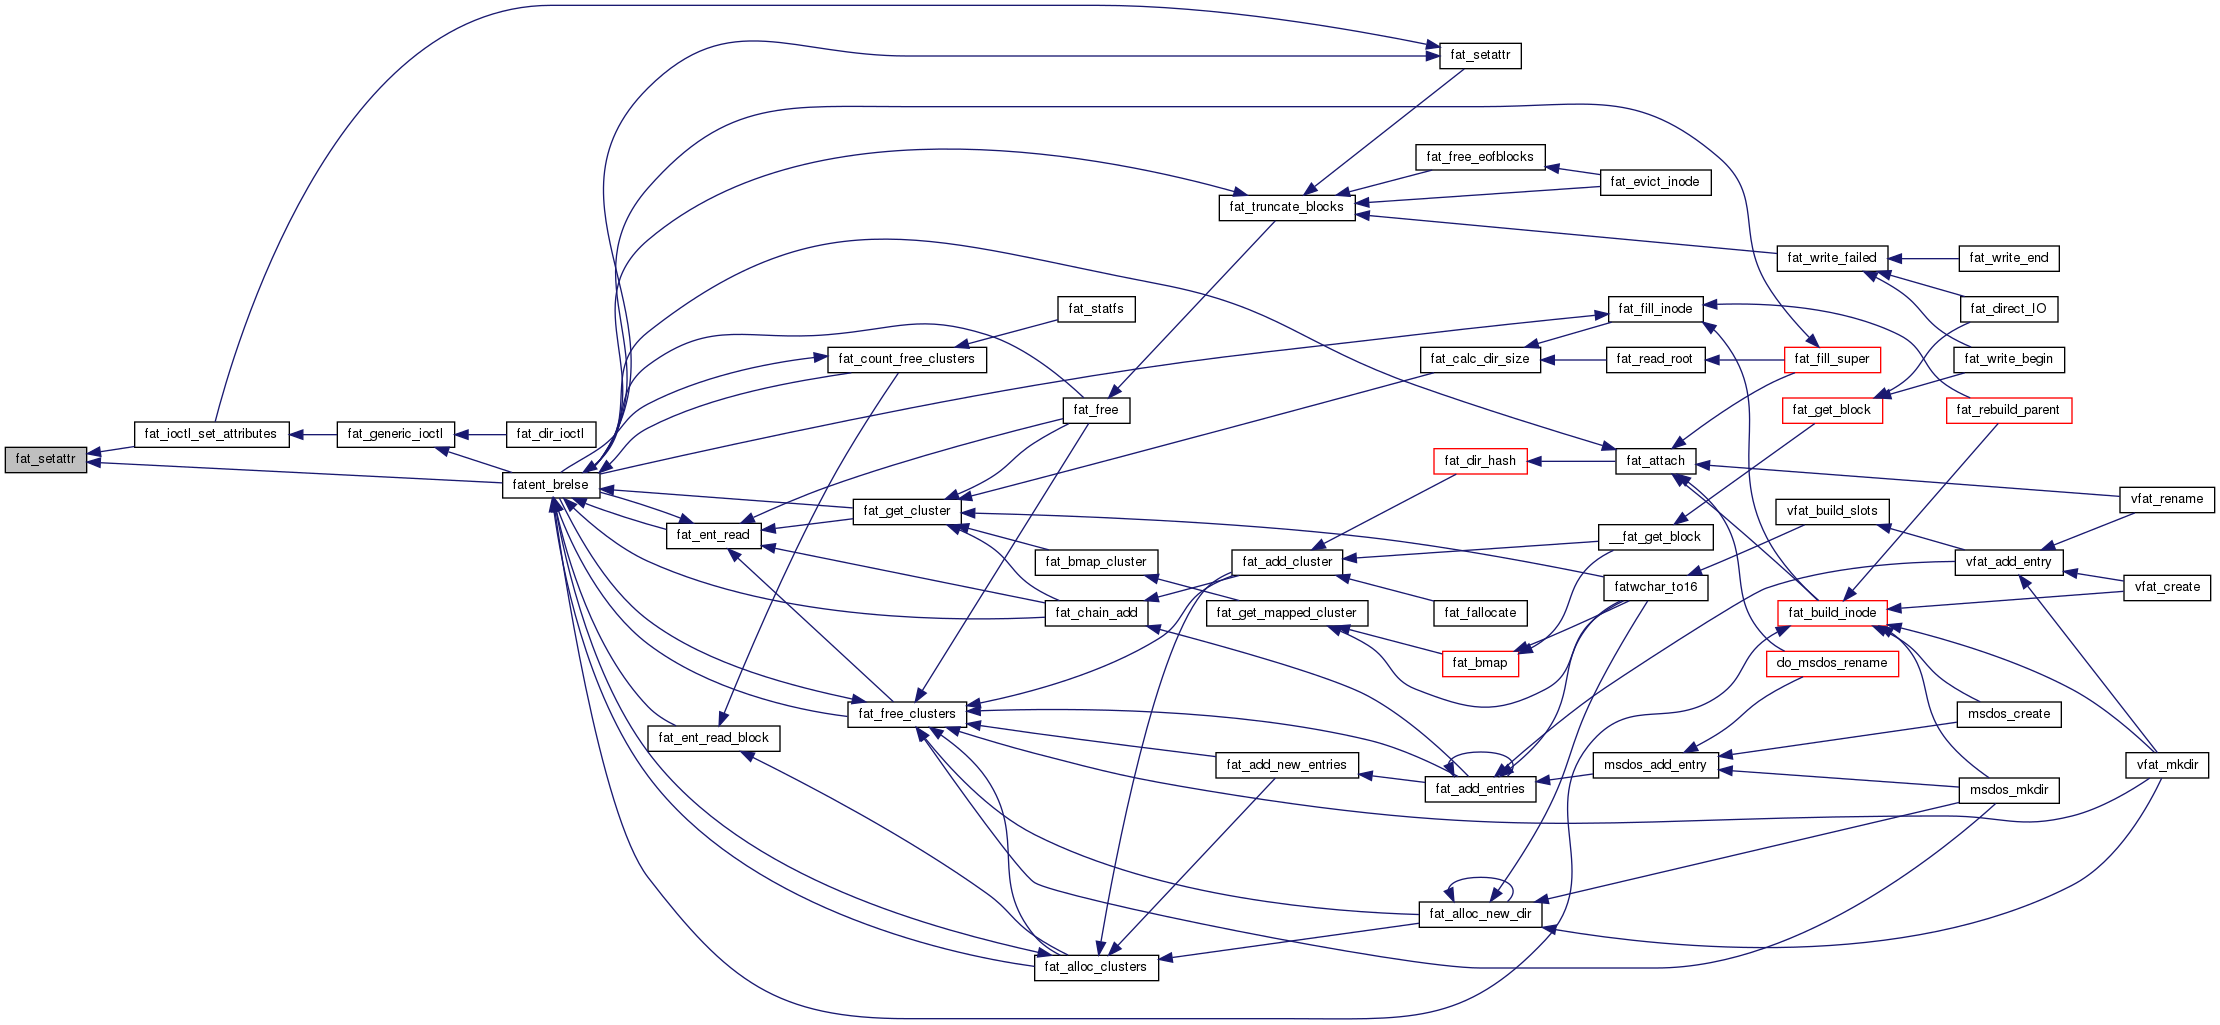 fat_setattr
fat_free_eofblocks
fat_evict_inode
fat_truncate_blocks
fat_write_failed
fat_write_end
fat_statfs
fat_fill_inode
fat_direct_IO
fat_count_free_clusters
fat_calc_dir_size
fat_read_root
fat_fill_super
fat_write_begin
fat_free
fat_get_block
fat_rebuild_parent
fat_ioctl_set_attributes
fat_generic_ioctl
fat_dir_ioctl
fat_setattr
fat_dir_hash
fat_attach
fatent_brelse
vfat_rename
fat_get_cluster
vfat_build_slots
fat_ent_read
__fat_get_block
fat_bmap_cluster
fat_add_cluster
vfat_add_entry
fatwchar_to16
vfat_create
fat_chain_add
fat_get_mapped_cluster
fat_fallocate
fat_build_inode
fat_bmap
do_msdos_rename
fat_free_clusters
msdos_create
fat_ent_read_block
fat_add_new_entries
msdos_add_entry
vfat_mkdir
fat_add_entries
msdos_mkdir
fat_alloc_new_dir
fat_alloc_clusters